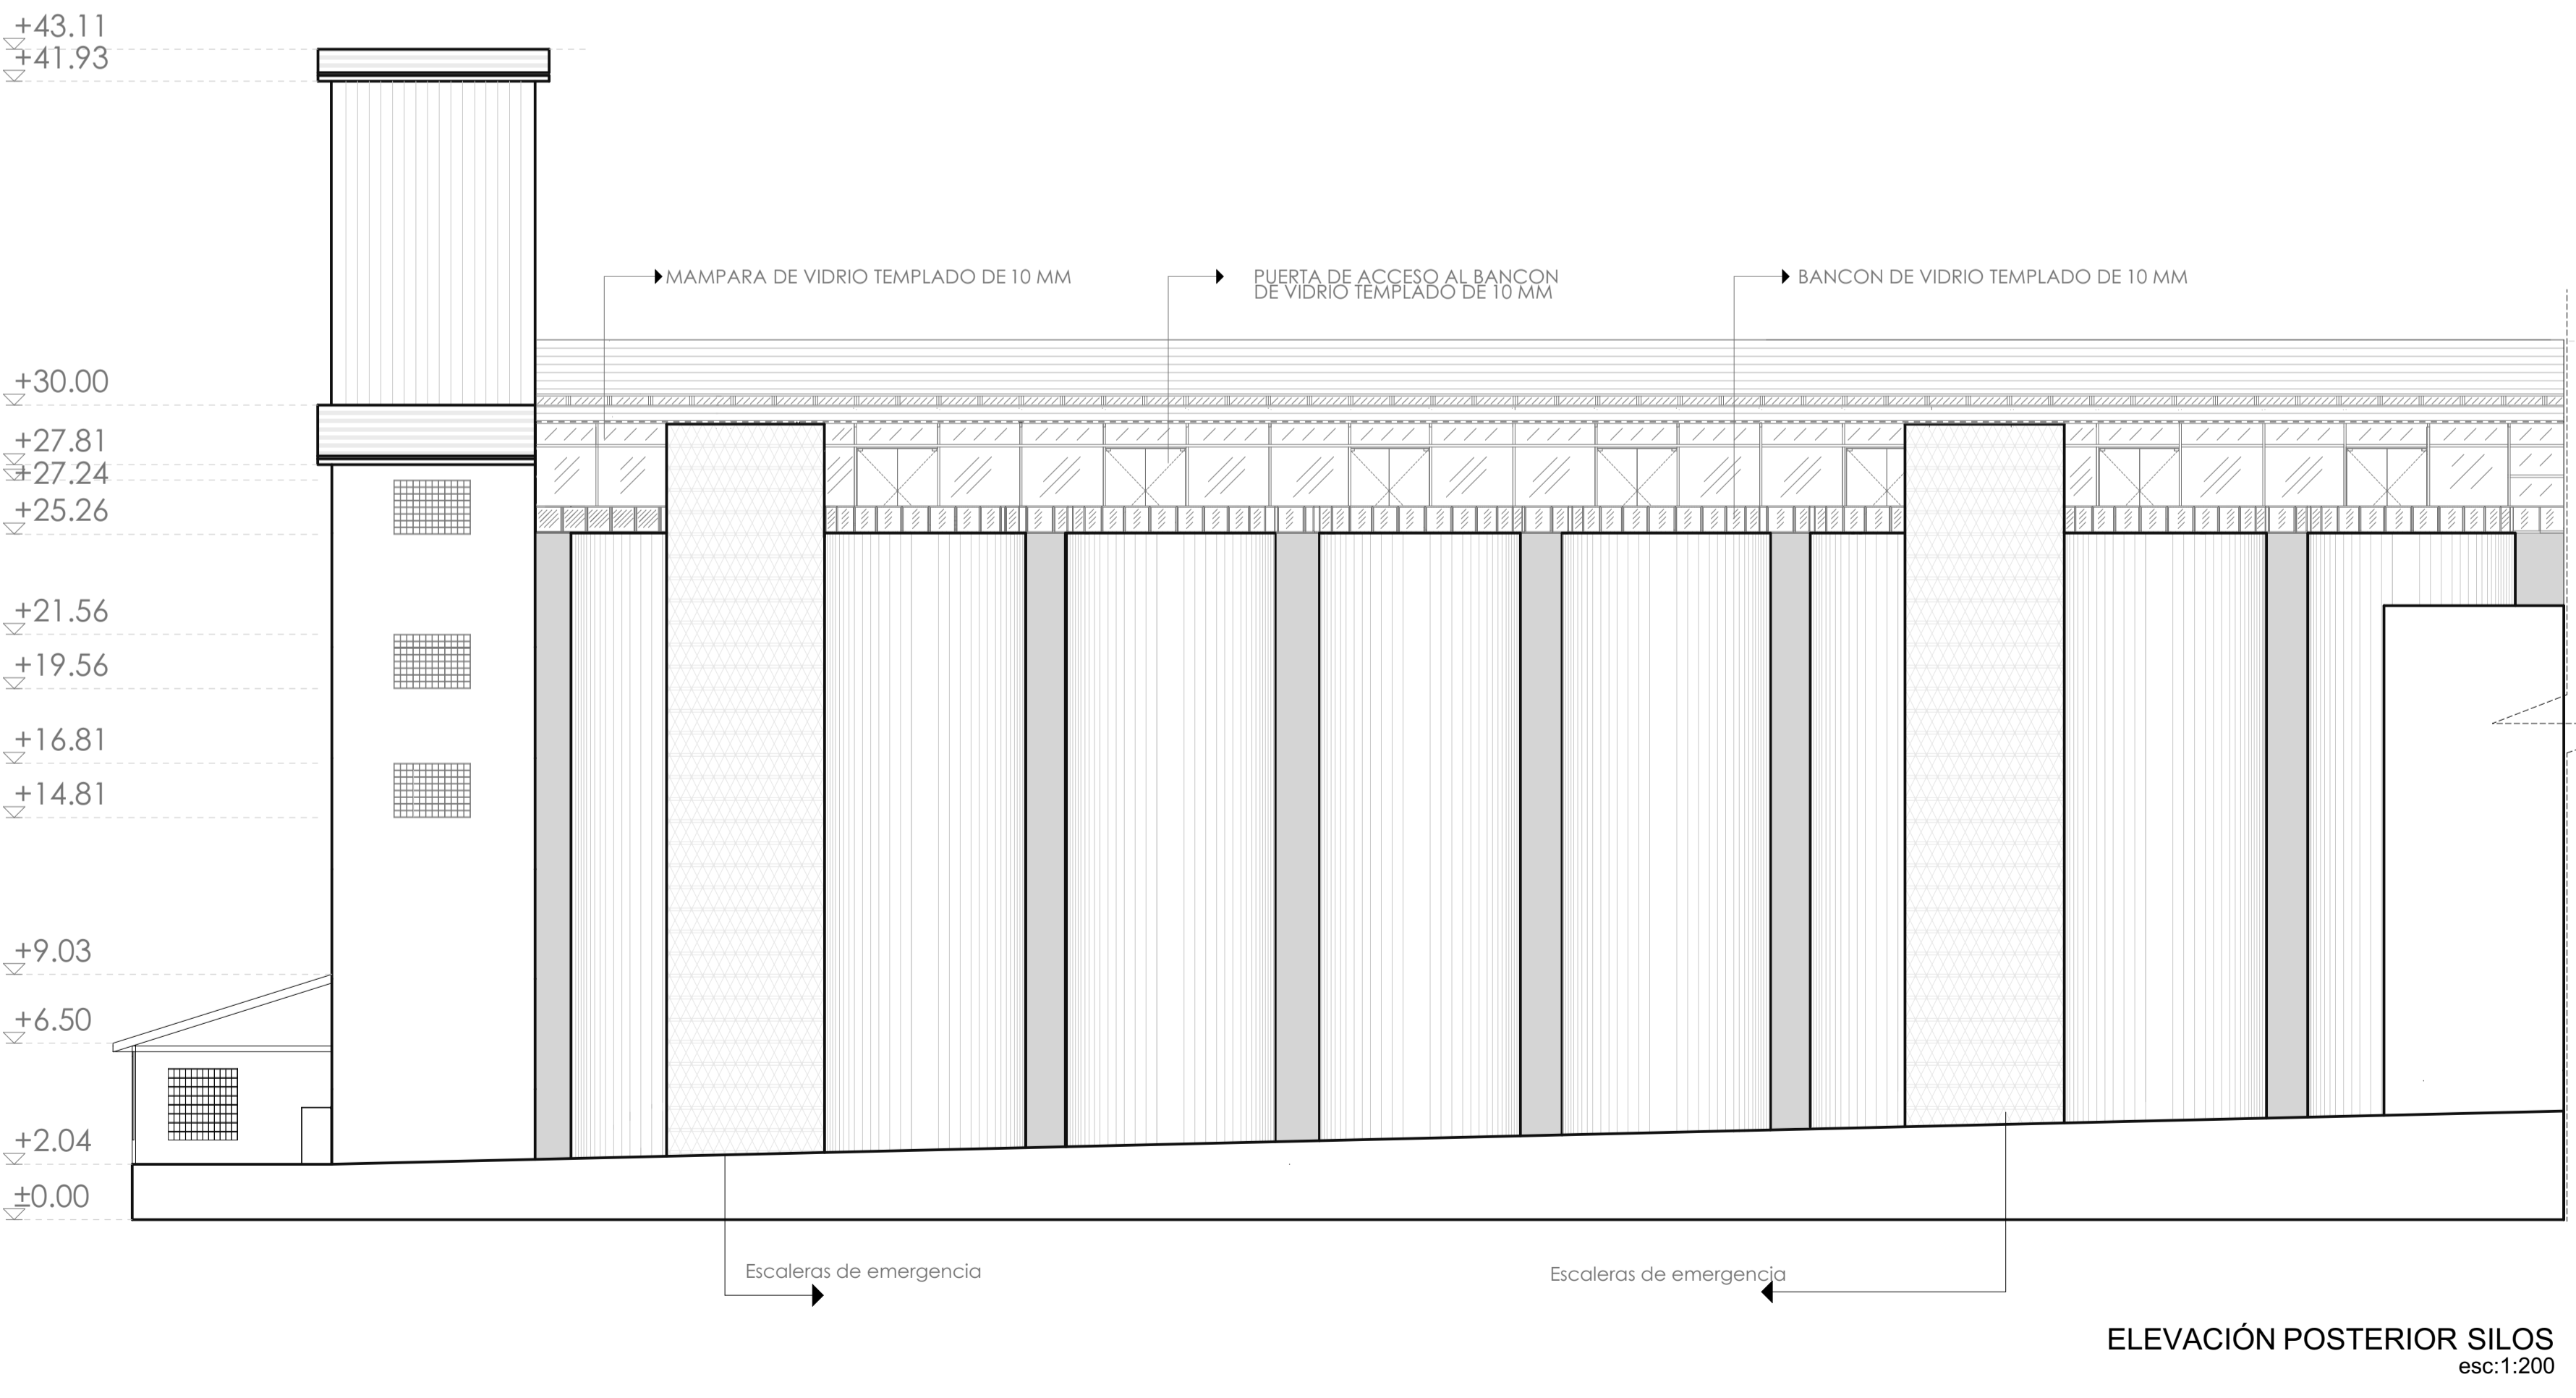 +43.11
+41.93
+30.00
+27.81
+27.24
+25.26
+21.56
+19.56
+16.81
+14.81
+9.03
+6.50
+2.04
±0.00
MAMPARA DE VIDRIO TEMPLADO DE 10 MM
PUERTA DE ACCESO AL BANCON
DE VIDRIO TEMPLADO DE 10 MM
BANCON DE VIDRIO TEMPLADO DE 10 MM
Escaleras de emergencia
Escaleras de emergencia
ELEVACIÓN POSTERIOR SILOS
esc:1:200